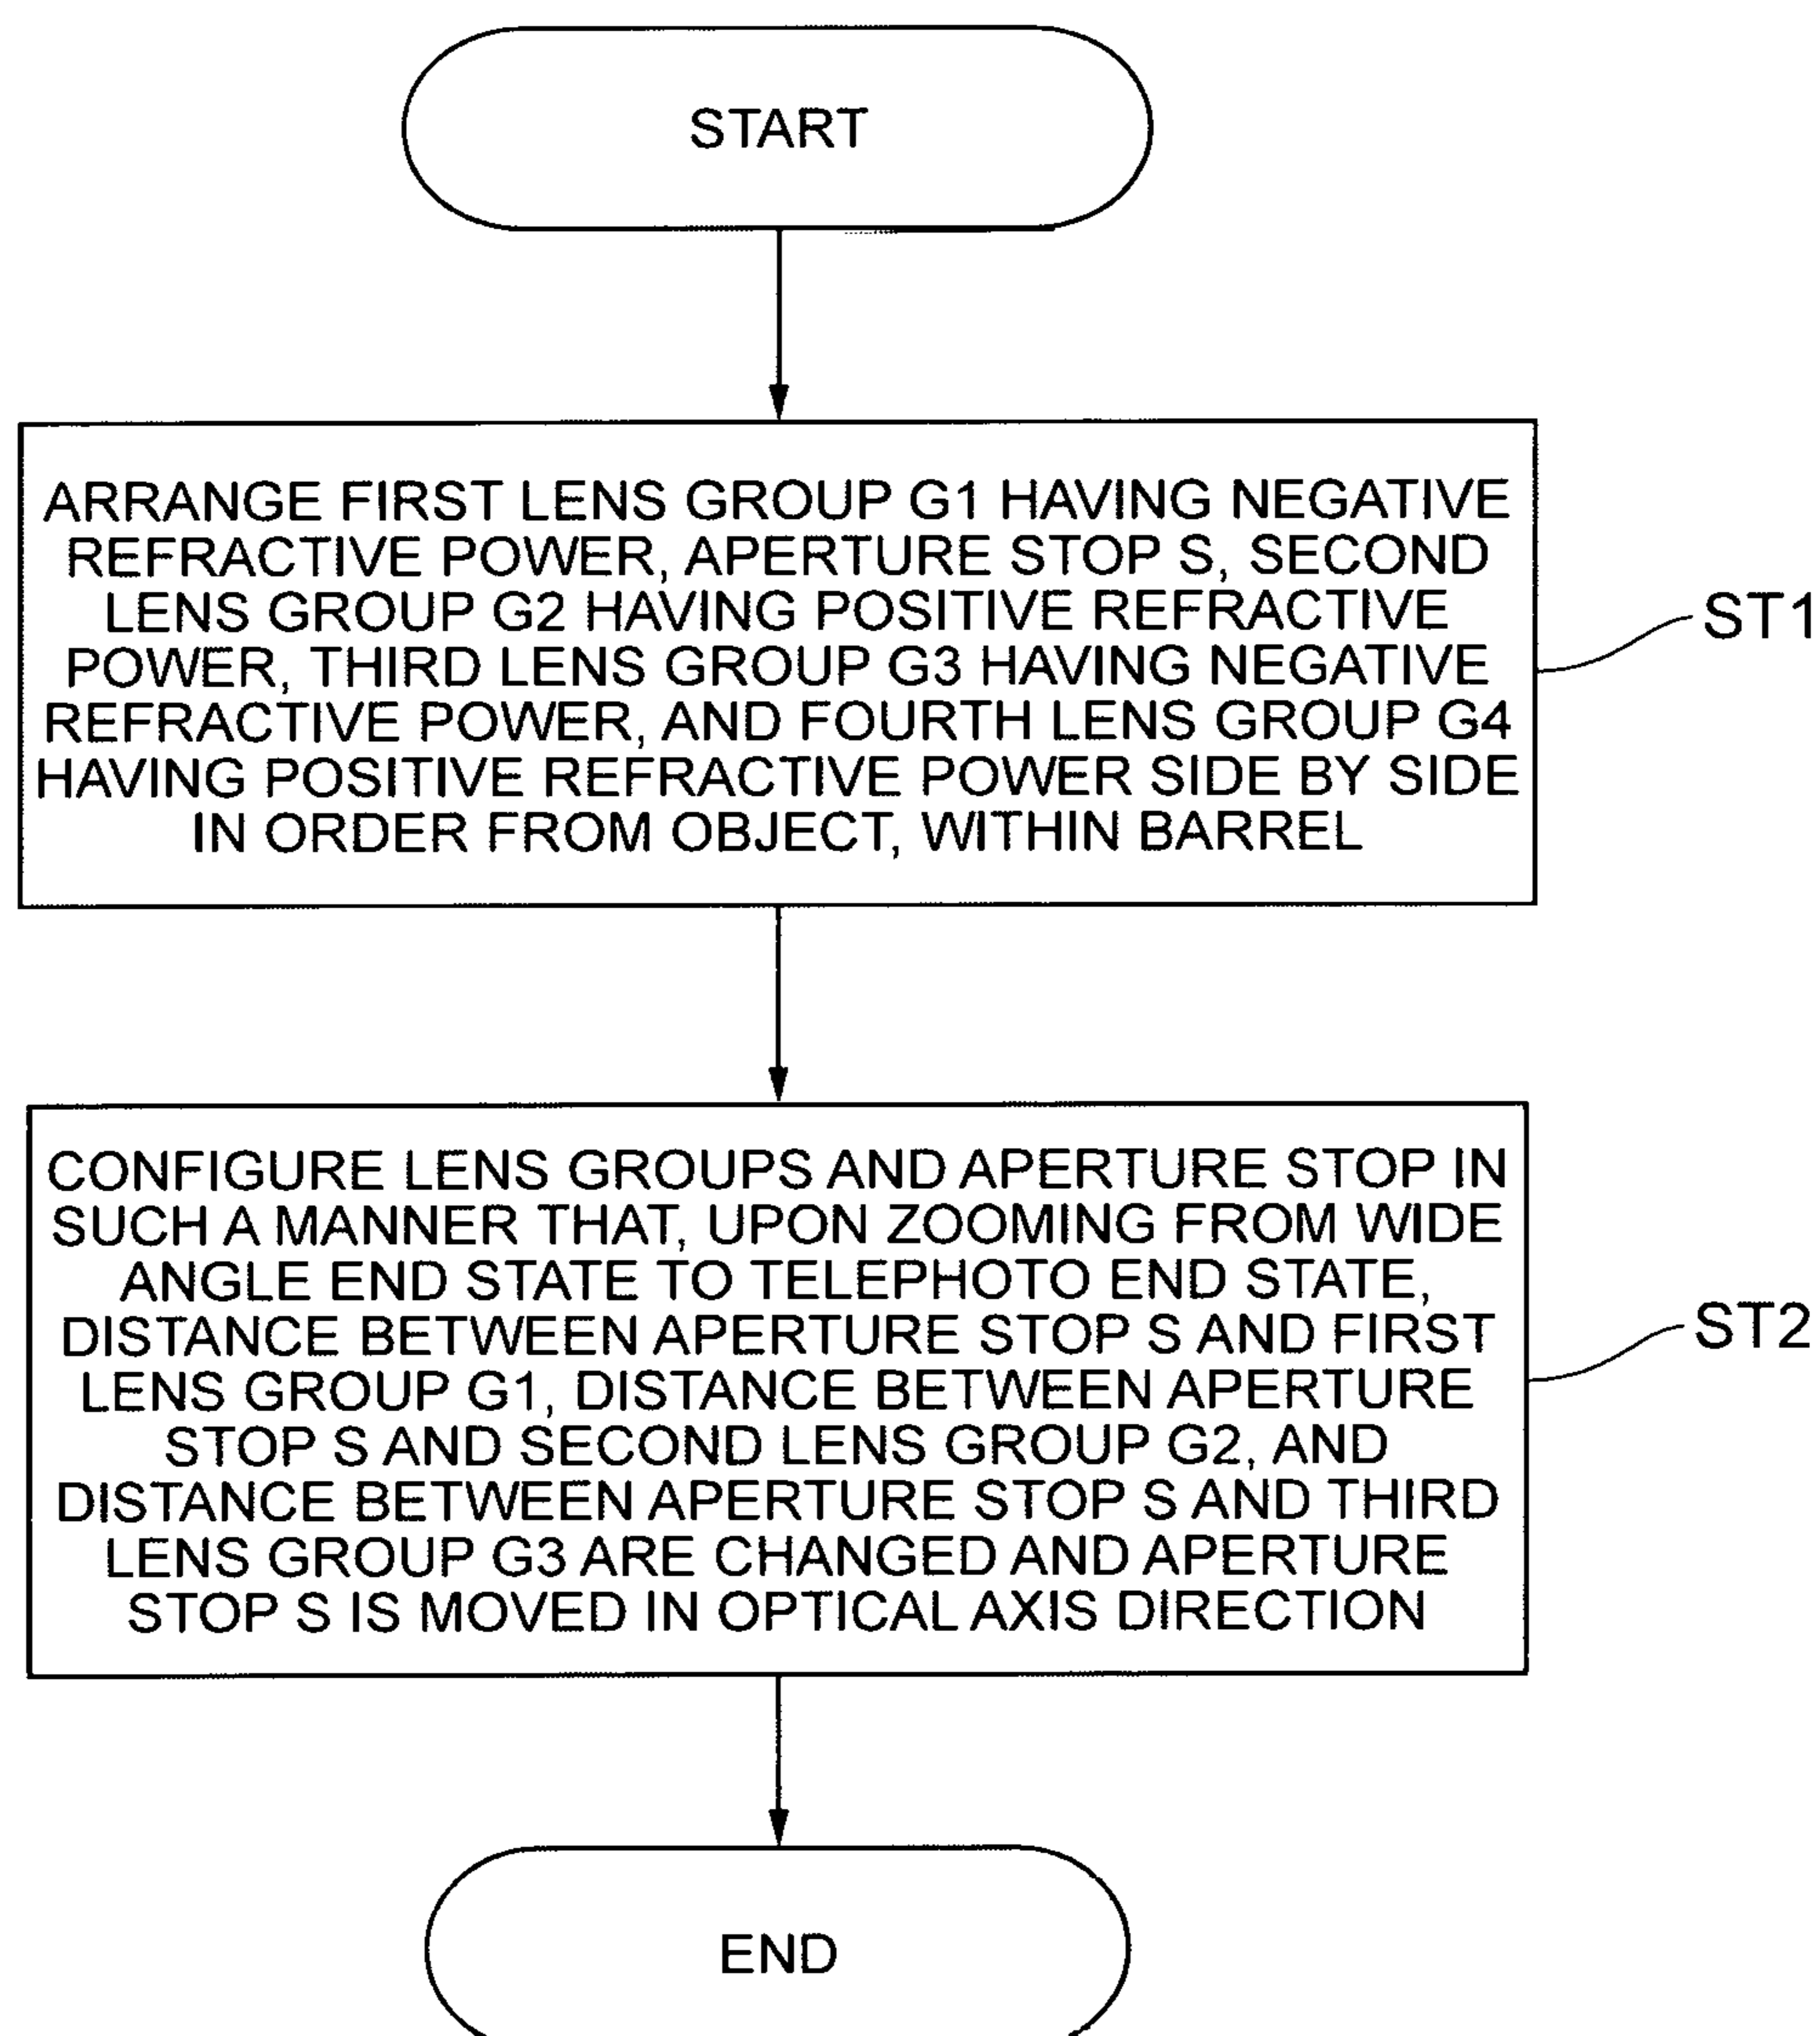 START
ARRANGE FIRST LENS GROUP G1 HAVING NEGATIVE
REFRACTIVE POWER, APERTURE STOP S, SECOND
LENS GROUP G2 HAVING POSITIVE REFRACTIVE
POWER, THIRD LENS GROUP G3 HAVING NEGATIVE
REFRACTIVE POWER, AND FOURTH LENS GROUP G4
HAVING POSITIVE REFRACTIVE POWER SIDE BY SIDE
IN ORDER FROM OBJECT, WITHIN BARREL
ST1
CONFIGURE LENS GROUPS AND APERTURE STOP IN
SUCH A MANNER THAT, UPON ZOOMING FROM WIDE
ANGLE END STATE TO TELEPHOTO END STATE,
DISTANCE BETWEEN APERTURE STOP S AND FIRST
LENS GROUP G1, DISTANCE BETWEEN APERTURE
STOP S AND SECOND LENS GROUP G2, AND
DISTANCE BETWEEN APERTURE STOP S AND THIRD
LENS GROUP G3 ARE CHANGED AND APERTURE
STOP S IS MOVED IN OPTICAL AXIS DIRECTION
ST2
END